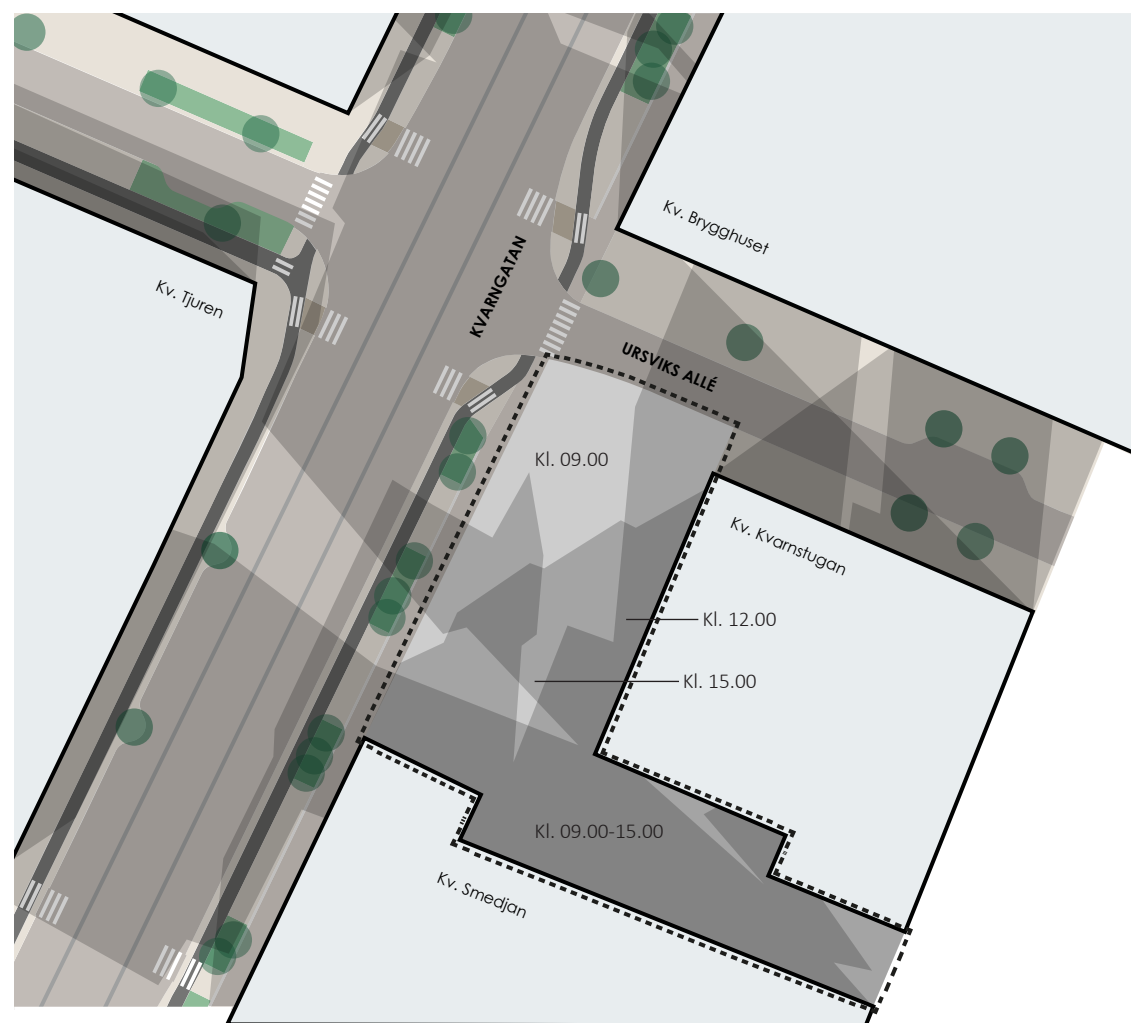 Kv. Brygghuset
Kv. Tjuren
KVARNGATAN
URSVIKS ALLÉ
Kl. 09.00
Kv. Kvarnstugan
Kl. 12.00
Kl. 15.00
Kl. 09.00-15.00
Kv. Smedjan